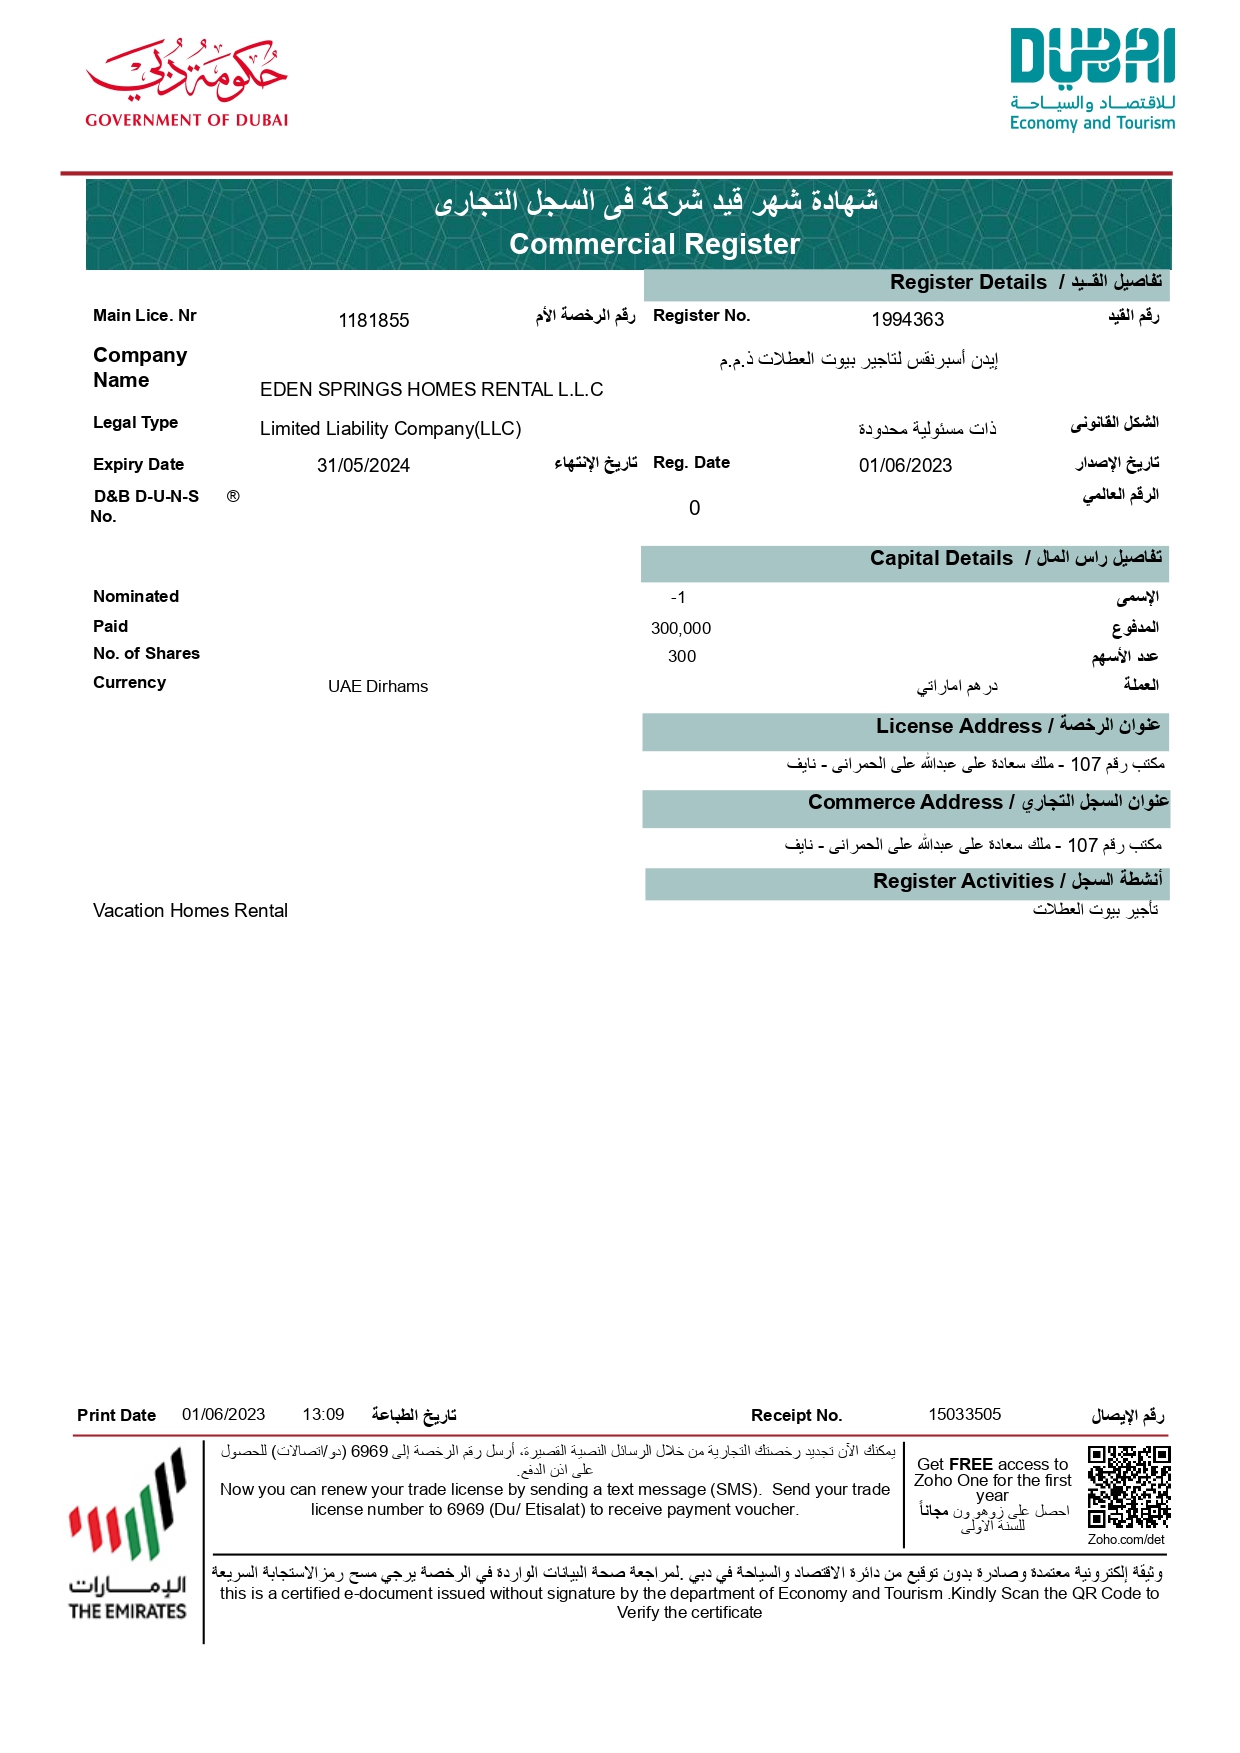 حكومة دبي
GOVERNMENT OF DUBAI
DUBAI
للاقتصاد والسياحة
Economy and Tourism
شهادة شهر قيد شركة فى السجل التجارى
Commercial Register
Register Details / تفاصيل القــيد
Main Lice. Nr 1181855 رقم الرخصة الأم Register No. 1994363 رقم القيد
Company Name
إيدن أسبرنقس لتاجير بيوت العطلات ذ.م.م
EDEN SPRINGS HOMES RENTAL L.L.C
Legal Type Limited Liability Company(LLC) ذات مسئولية محدودة الشكل القانونى
Expiry Date 31/05/2024 تاريخ الإنتهاء Reg. Date 01/06/2023 تاريخ الإصدار
D&B D-U-N-S ® No. 0 الرقم العالمي
Capital Details / تفاصيل راس المال
Nominated -1 الإسمى
Paid 300,000 المدفوع
No. of Shares 300 عدد الأسهم
Currency UAE Dirhams درهم اماراتي العملة
License Address / عنوان الرخصة
مكتب رقم 107 - ملك سعادة على عبدالله على الحمرانى - نايف
Commerce Address / عنوان السجل التجاري
مكتب رقم 107 - ملك سعادة على عبدالله على الحمرانى - نايف
Register Activities / أنشطة السجل
Vacation Homes Rental تأجير بيوت العطلات
Print Date 01/06/2023 13:09 تاريخ الطباعة Receipt No. 15033505 رقم الإيصال
يمكنك الآن تجديد رخصتك التجارية من خلال الرسائل النصية القصيرة، أرسل رقم الرخصة إلى 6969 (دو/اتصالات) للحصول
على اذن الدفع.
Now you can renew your trade license by sending a text message (SMS). Send your trade
license number to 6969 (Du/ Etisalat) to receive payment voucher.
Get FREE access to
Zoho One for the first
year
احصل على زوهو ون مجاناً
للسنة الاولى
Zoho.com/det
الإمارات
THE EMIRATES
وثيقة إلكترونية معتمدة وصادرة بدون توقيع من دائرة الاقتصاد والسياحة في دبي .لمراجعة صحة البيانات الواردة في الرخصة يرجي مسح رمزالاستجابة السريعة
this is a certified e-document issued without signature by the department of Economy and Tourism .Kindly Scan the QR Code to
Verify the certificate